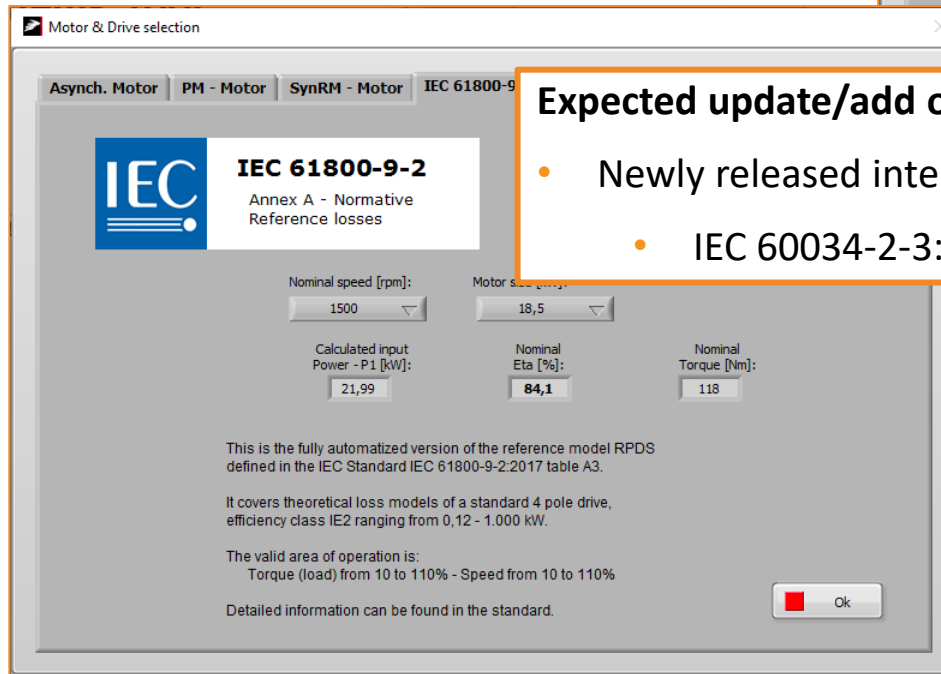 Motor & Drive selection
Asynch. Motor PM - Motor SynRM - Motor IEC 61800-9
Expected update/add
Newly released
IEC 60034-2-3:
IEC
IEC 61800-9-2
Annex A - Normative
Reference losses
Nominal speed [rpm]: Motor
1500 18,5
Calculated input
Power - P1 [kW]:
Nominal
Eta [%]:
Nominal
Torque [Nm]:
21,99 84,1 118
This is the fully automatized version of the reference model RPDS
defined in the IEC Standard IEC 61800-9-2:2017 table A3.
It covers theoretical loss models of a standard 4 pole drive,
efficiency class IE2 ranging from 0,12 - 1.000 kW.
The valid area of operation is:
Torque (load) from 10 to 110% - Speed from 10 to 110%
Detailed information can be found in the standard.
Ok